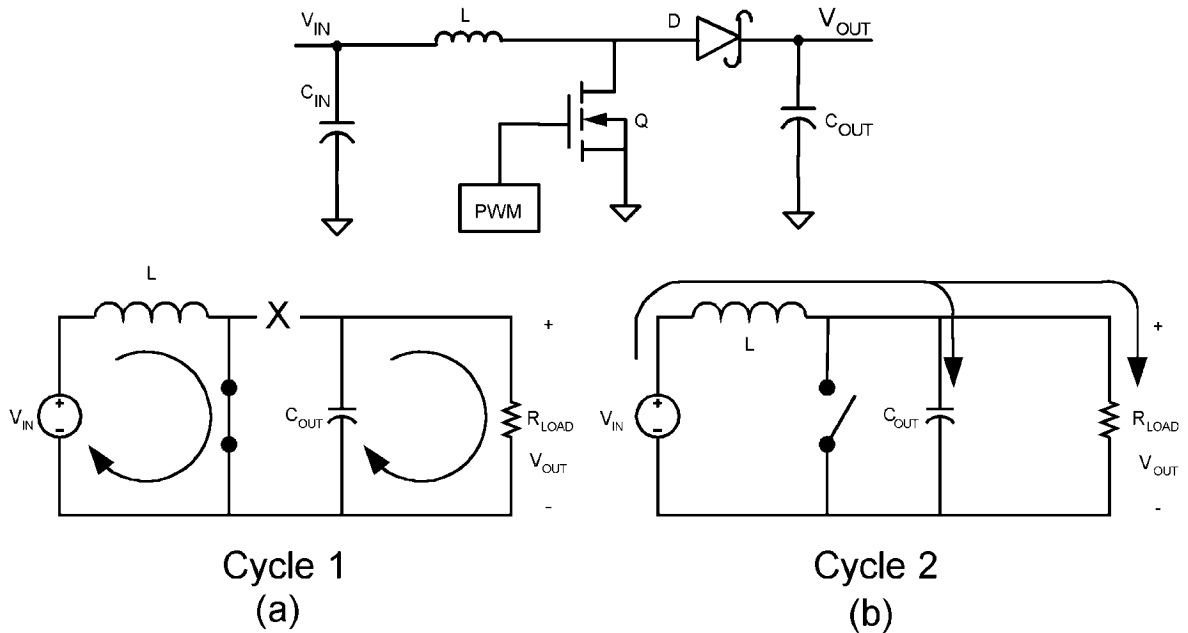 V_IN
L
D
V_OUT
C_IN
Q
C_OUT
PWM
L
X
+
V_IN
+
-
C_OUT
R_LOAD
V_OUT
-
Cycle 1
(a)
L
+
V_IN
+
-
C_OUT
R_LOAD
V_OUT
-
Cycle 2
(b)